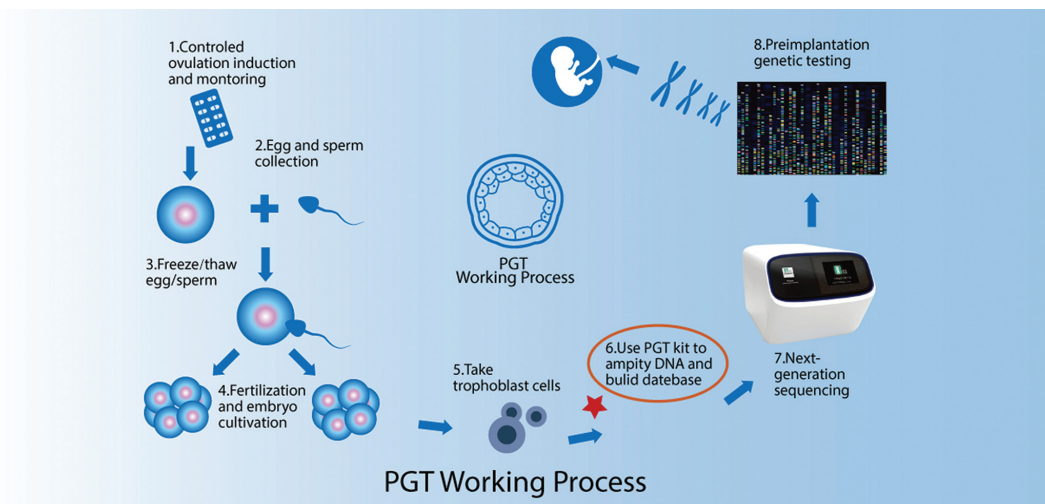 1.Controled
ovulation induction
and montoring
2.Egg and sperm
collection
3.Freeze/thaw
egg/sperm
4.Fertilization
and embryo
cultivation
5.Take
trophoblast cells
6.Use PGT kit to
ampity DNA and
bulid datebase
7.Next-
generation
sequencing
8.Preimplantation
genetic testing
PGT
Working Process
PGT Working Process